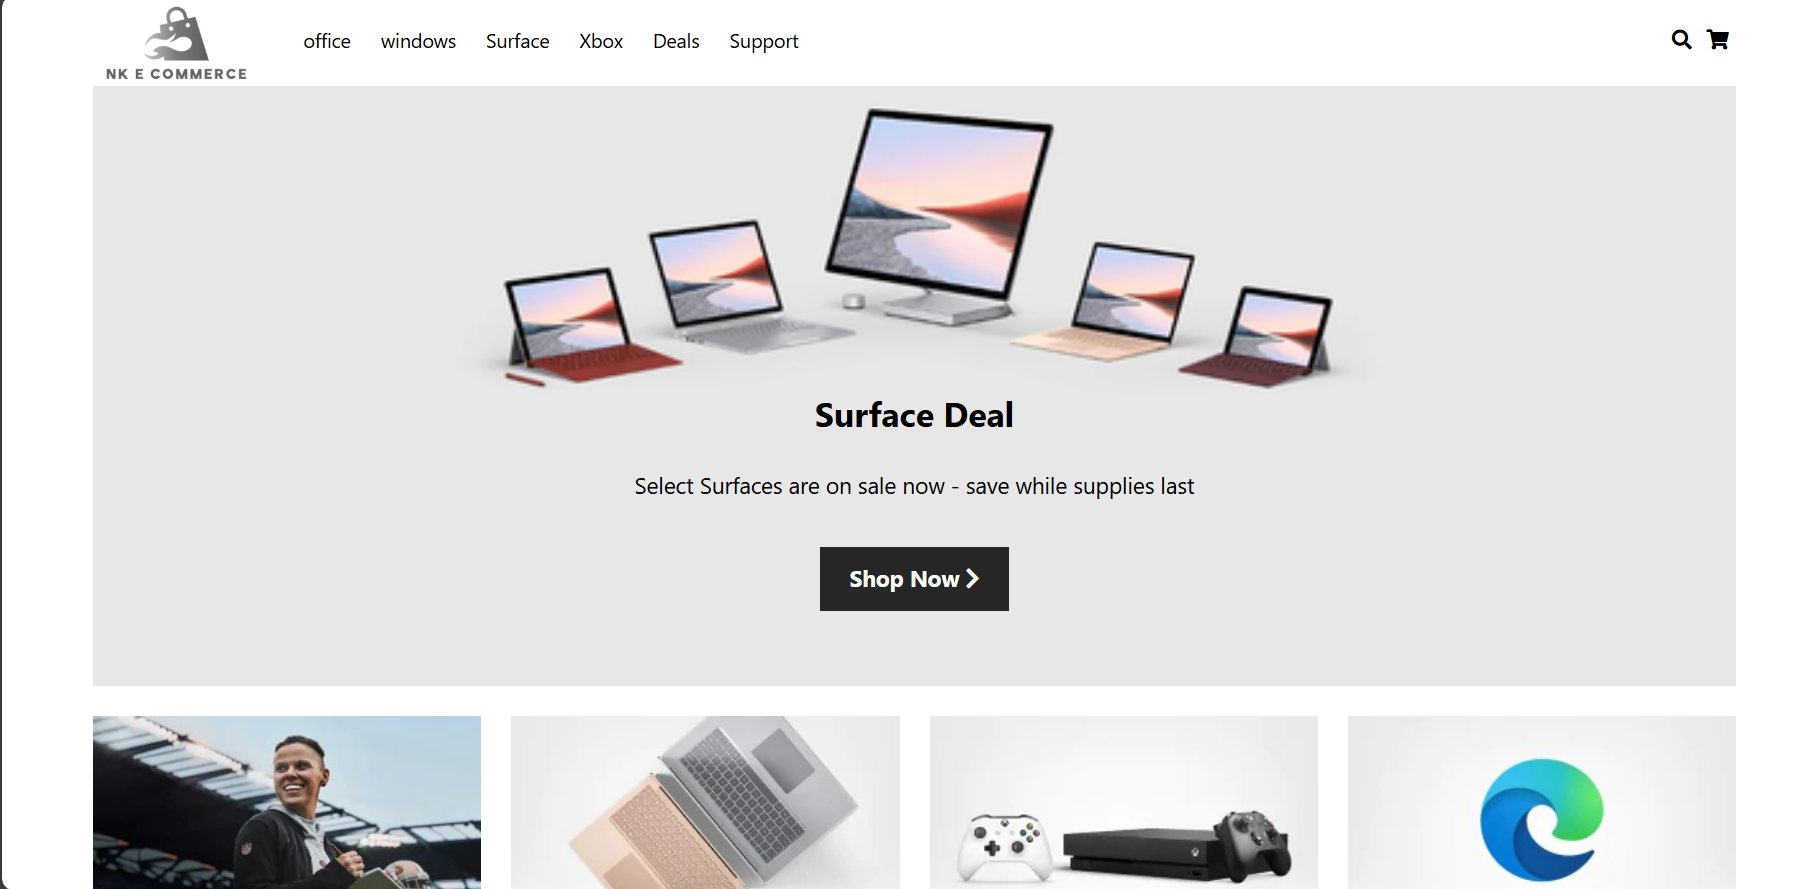 NK E COMMERCE
office windows Surface Xbox Deals Support
Surface Deal
Select Surfaces are on sale now - save while supplies last
Shop Now